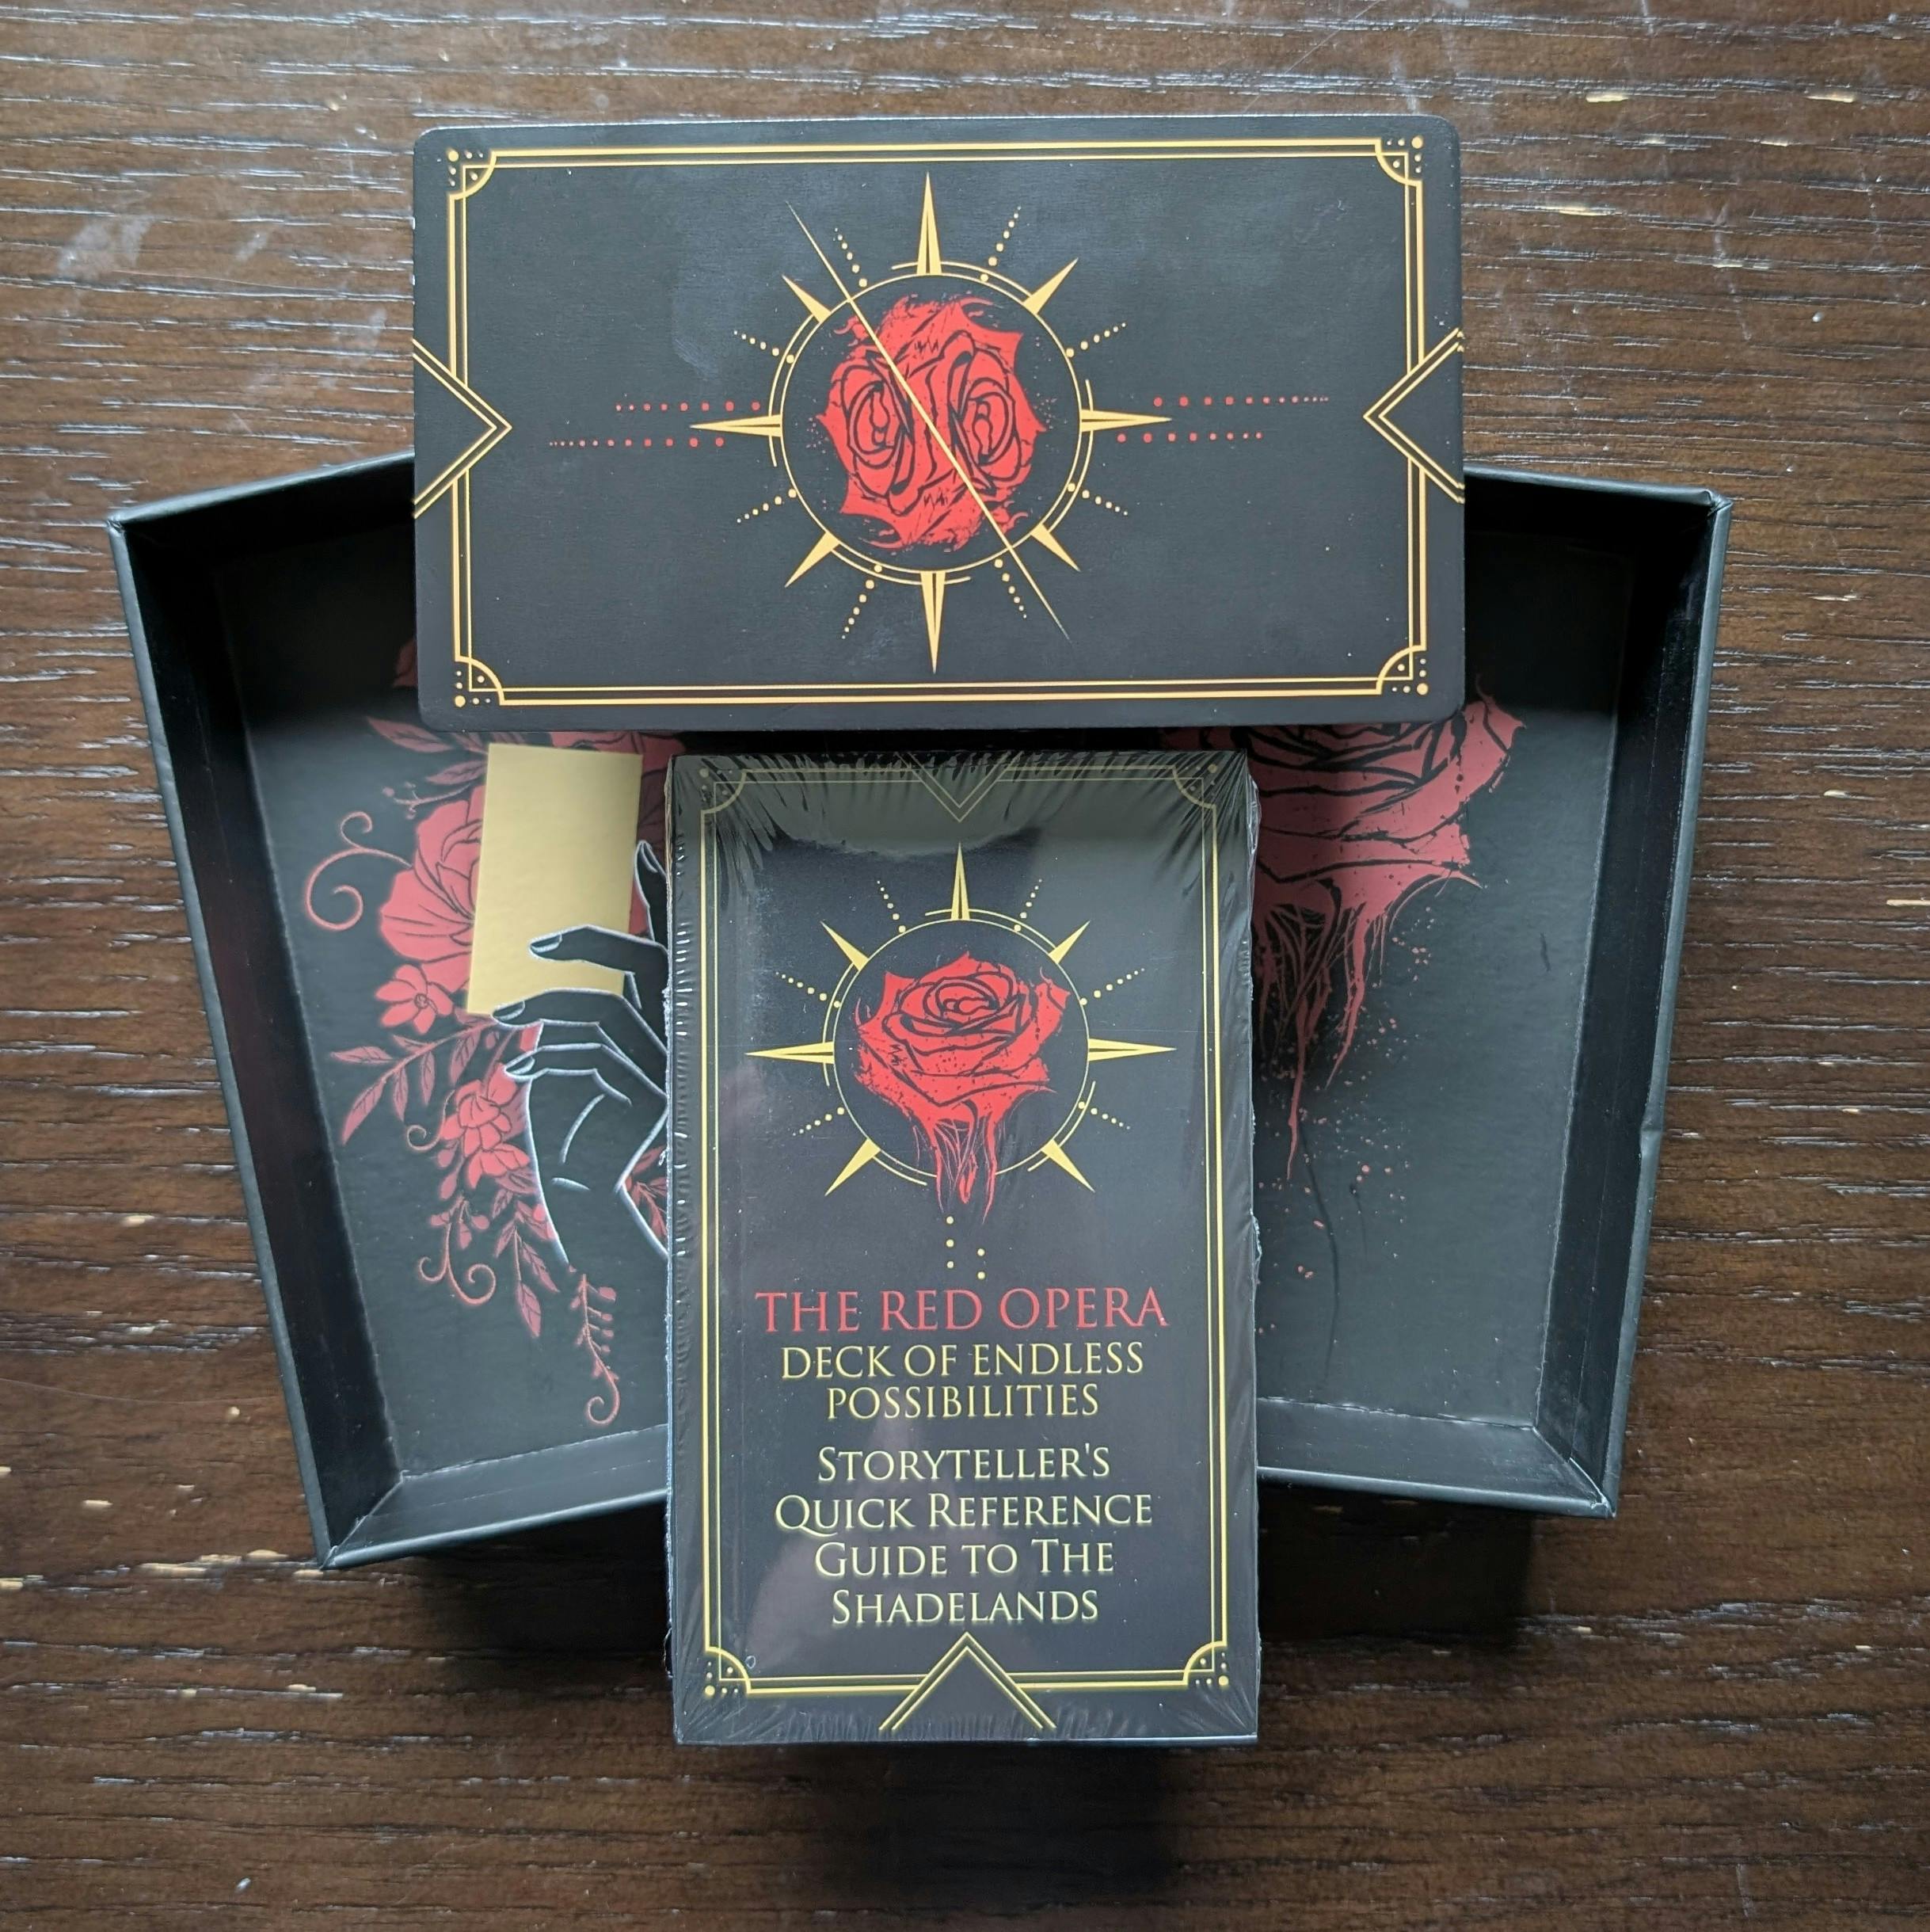 THE RED OPERA
DECK OF ENDLESS
POSSIBILITIES
STORYTELLER'S
QUICK REFERENCE
GUIDE TO THE
SHADELANDS